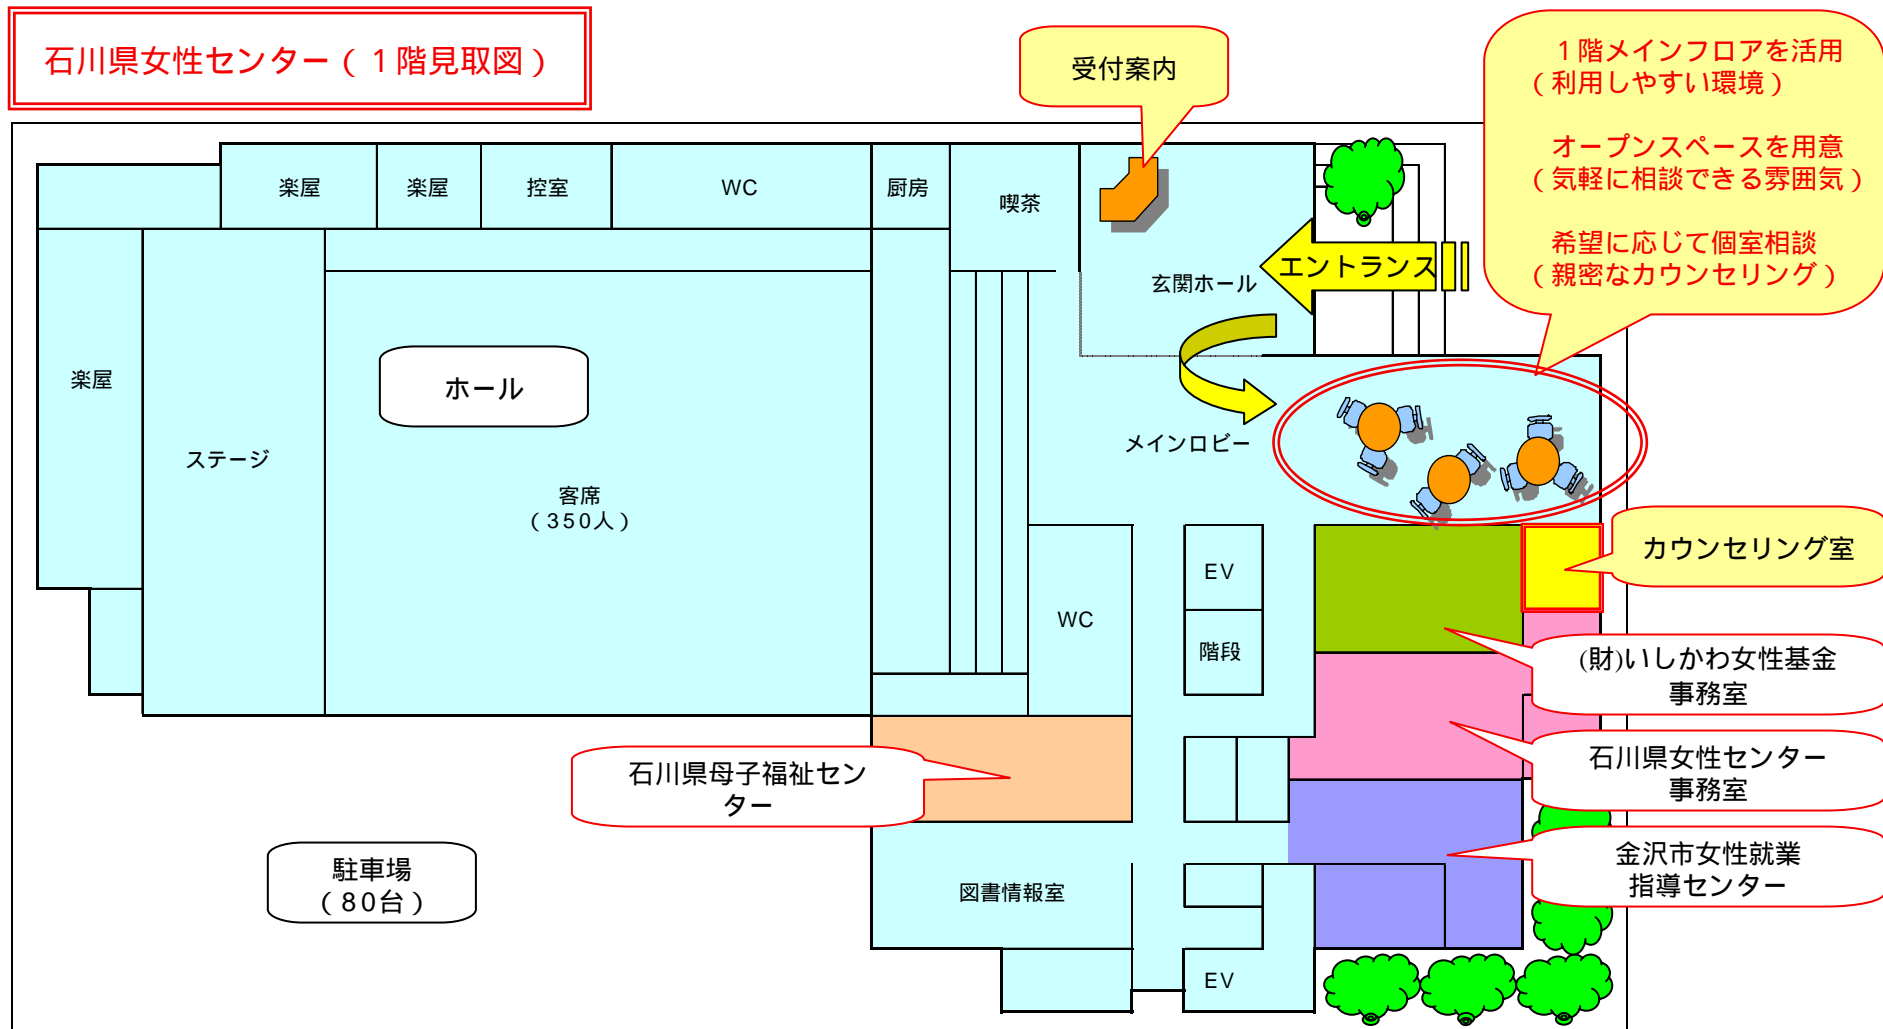 石川県女性センター（１階見取図）
受付案内
１階メインフロアを活用
（利用しやすい環境）
オープンスペースを用意
（気軽に相談できる雰囲気）
希望に応じて個室相談
（親密なカウンセリング）
楽屋
楽屋
控室
WC
厨房
喫茶
エントランス
玄関ホール
楽屋
ホール
ステージ
メインロビー
客席
（350人）
カウンセリング室
EV
WC
階段
(財)いしかわ女性基金
事務室
石川県女性センター
事務室
石川県母子福祉セン
ター
金沢市女性就業
指導センター
駐車場
（80台）
図書情報室
EV